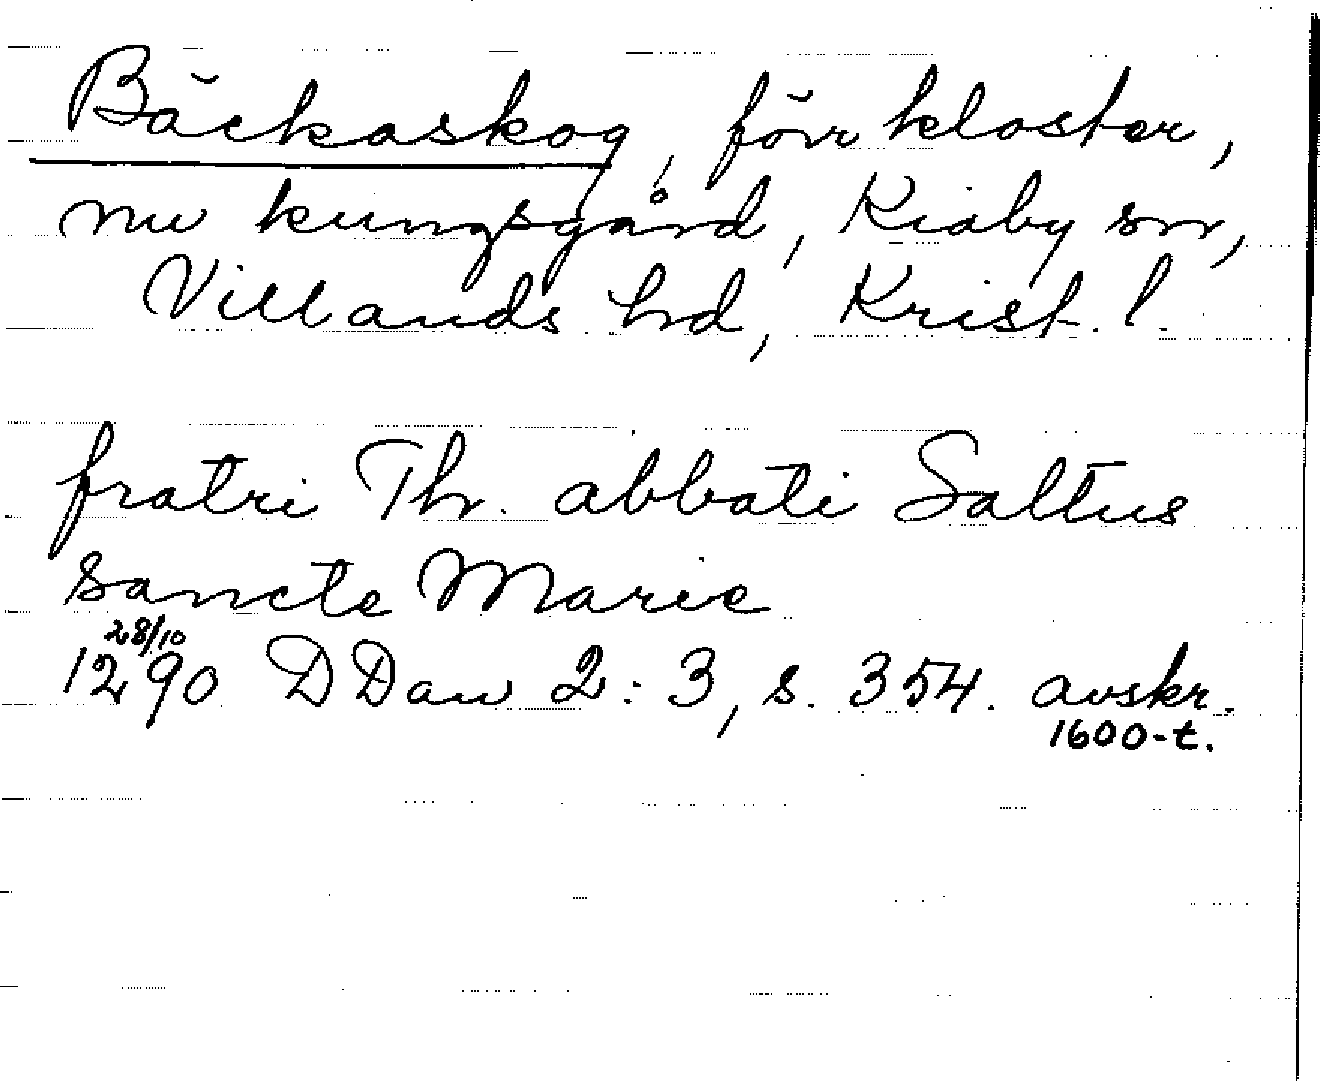 Bäckaskog, förr kloster,
nu kungsgård, Kiaby sn,
Villands hd, Krist. l.
fratri Th. abbati Saltus
sancte Marie
28/10
1290 DDan 2:3, s. 354. avskr.
1600-t.